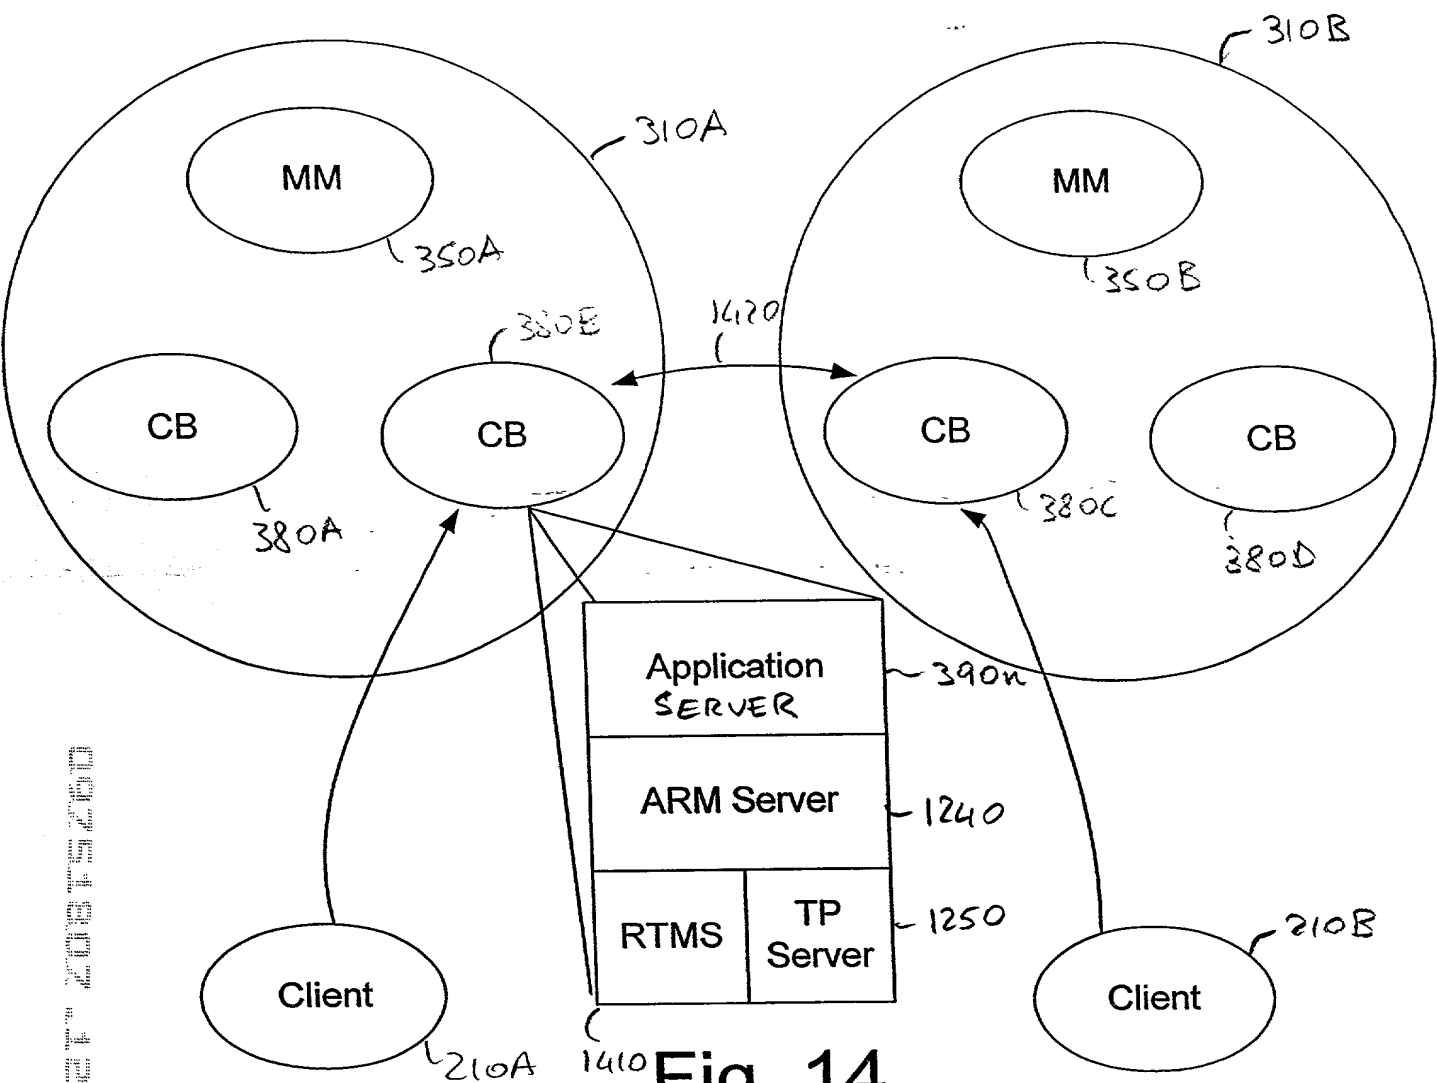 310B
310A
MM
350A
MM
350B
380E
1420
CB
380A
CB
CB
380C
CB
380D
Application
SERVER
390n
ARM Server
1240
RTMS
TP
Server
1250
Client
210A
1410
Client
210B
Fig. 14